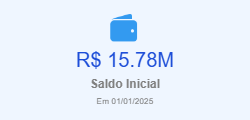 R$ 15.78M
Saldo Inicial
Em 01/01/2025